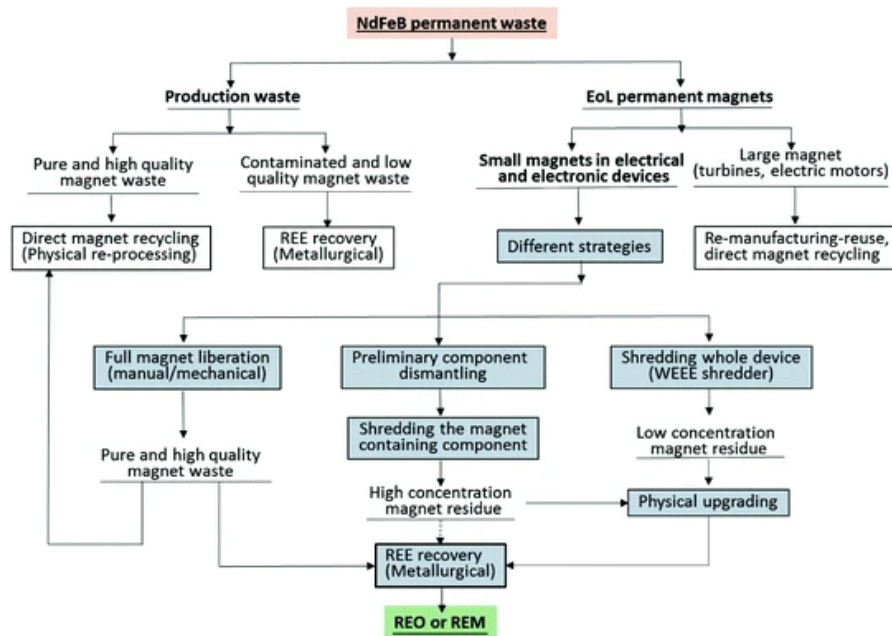 NdFeB permanent waste
Production waste
EoL permanent magnets
Pure and high quality
magnet waste
Contaminated and low
quality magnet waste
Small magnets in electrical
and electronic devices
Large magnet
(turbines, electric motors)
Direct magnet recycling
(Physical re-processing)
REE recovery
(Metallurgical)
Different strategies
Re-manufacturing-reuse,
direct magnet recycling
Full magnet liberation
(manual/mechanical)
Preliminary component
dismantling
Shredding whole device
(WEEE shredder)
Shredding the magnet
containing component
Low concentration
magnet residue
Pure and high quality
magnet waste
High concentration
magnet residue
Physical upgrading
REE recovery
(Metallurgical)
REO or REM